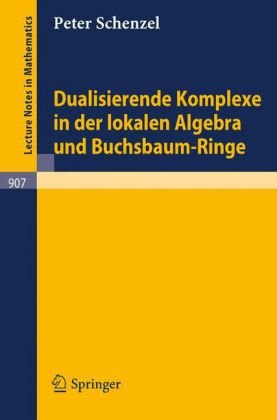 Lecture Notes in Mathematics
907
Peter Schenzel
Dualisierende Komplexe
in der lokalen Algebra
und Buchsbaum-Ringe
Springer